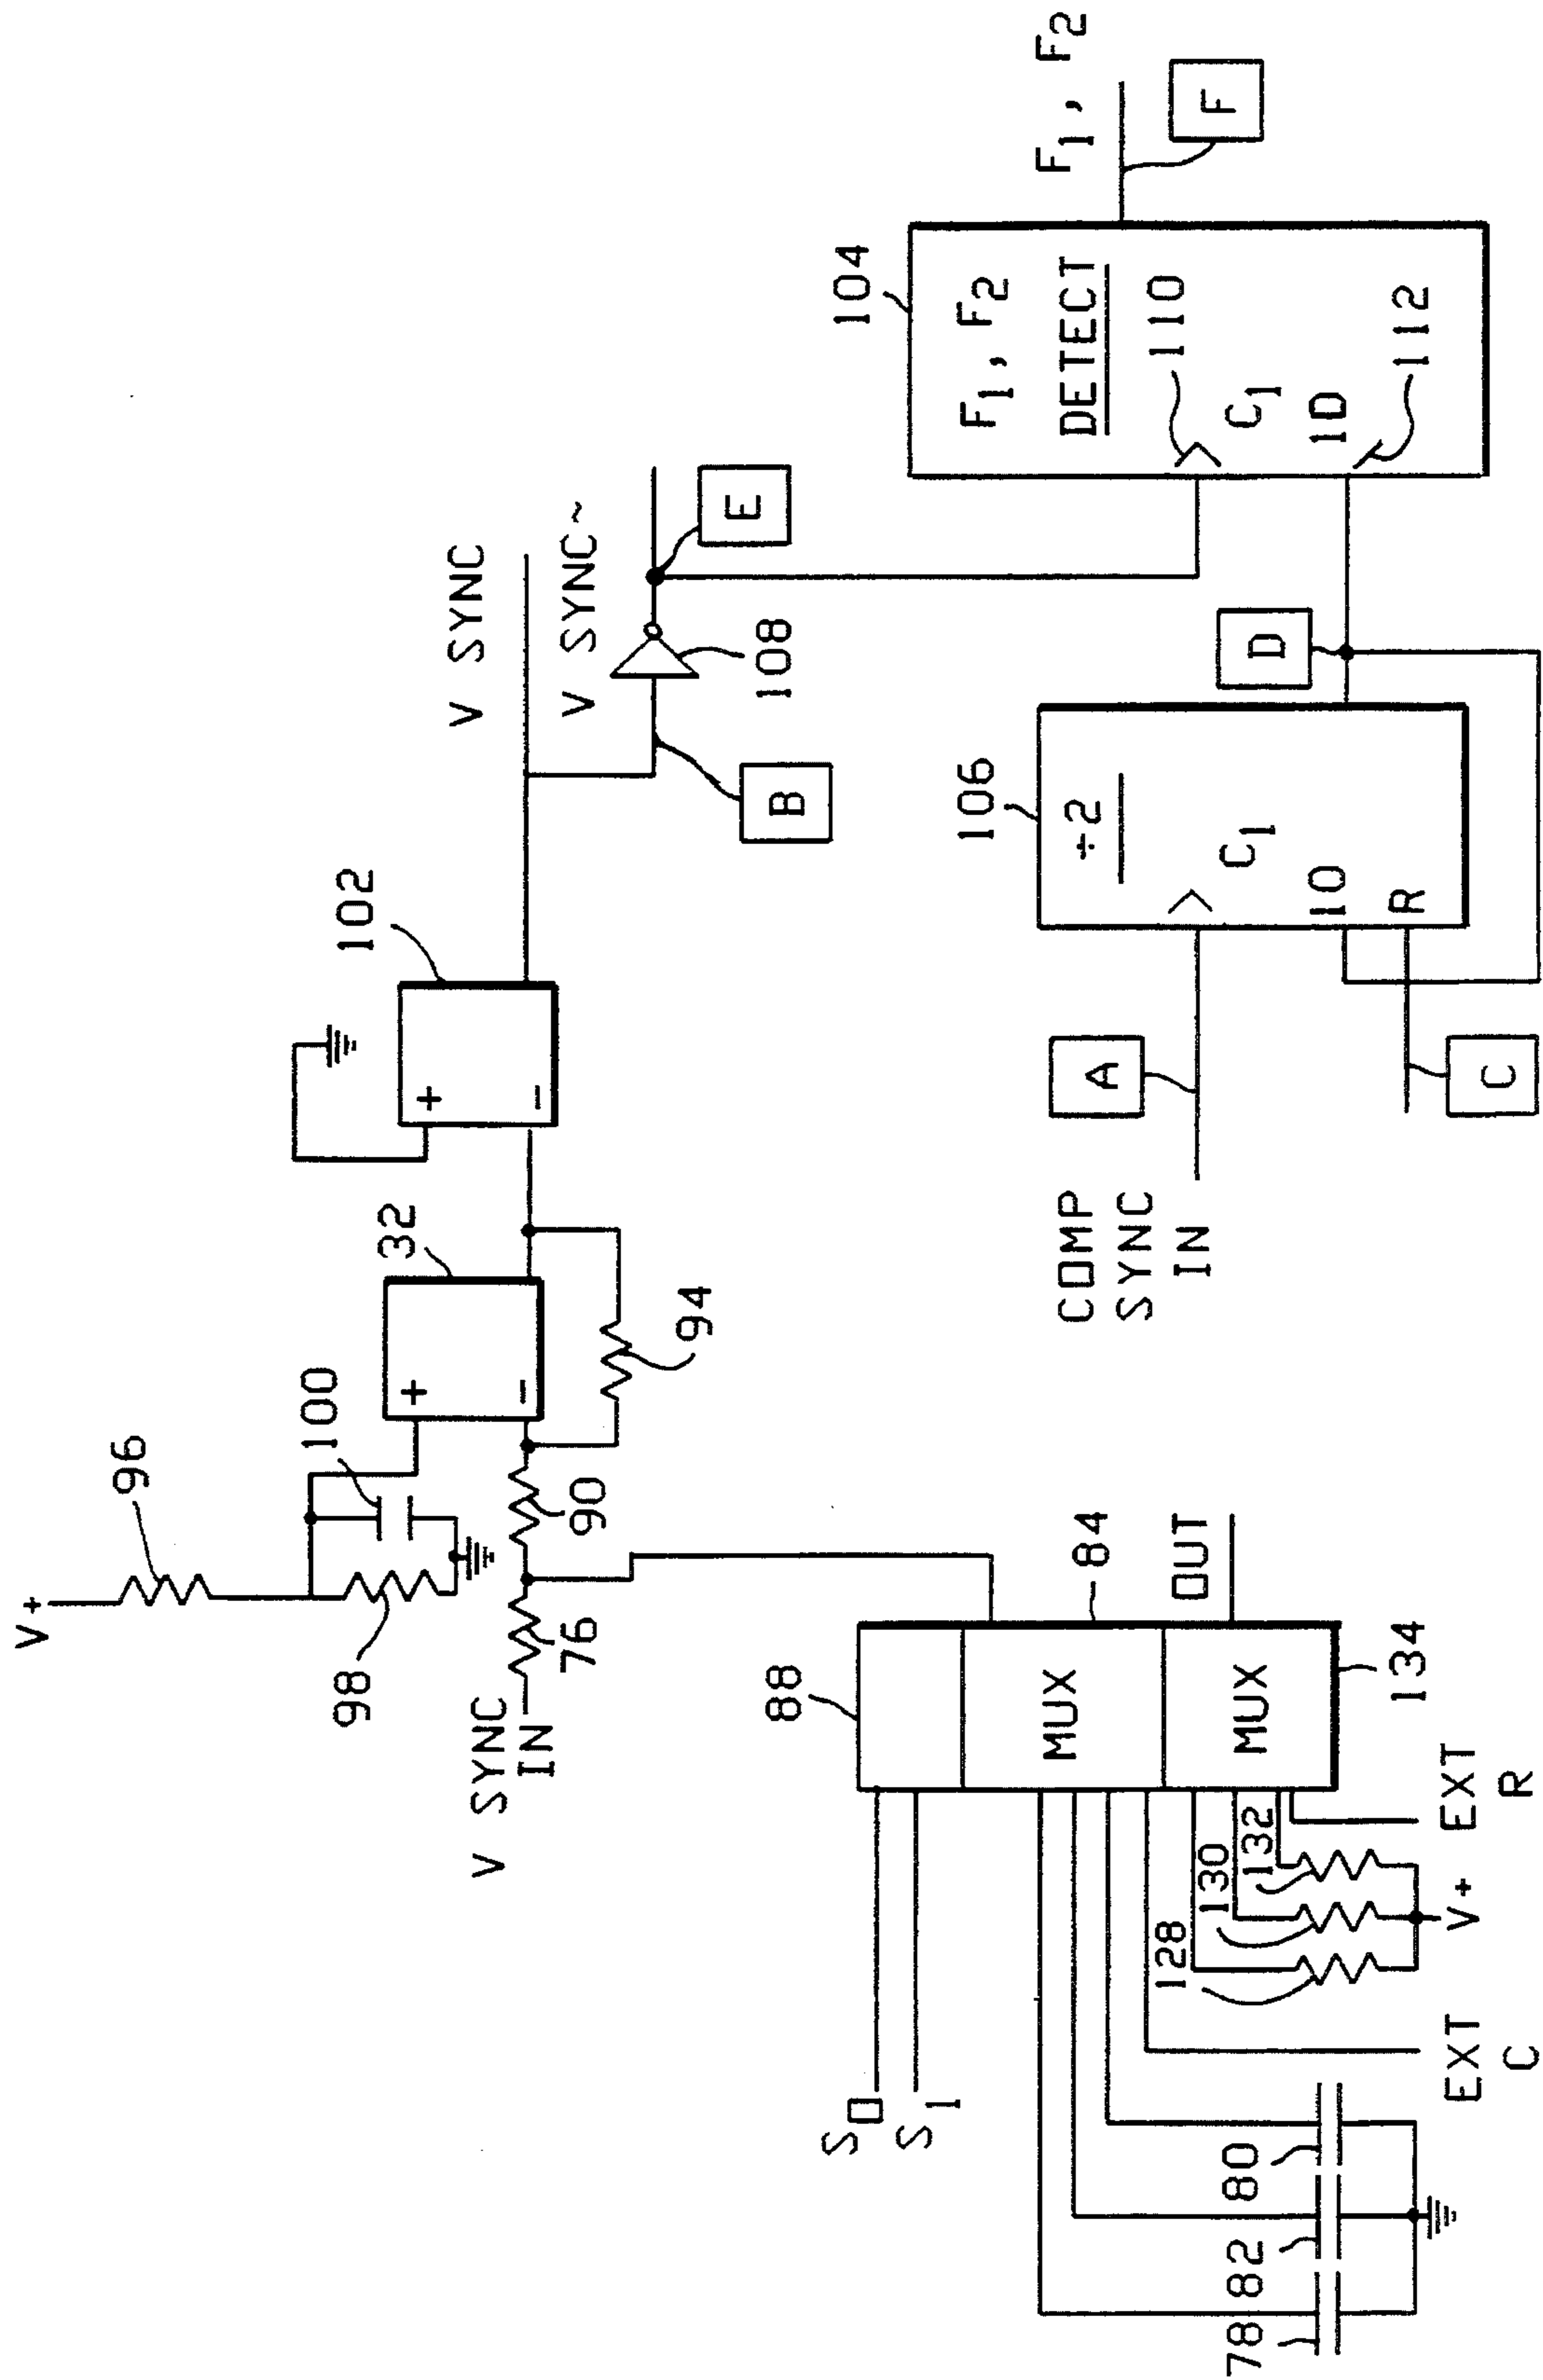 V+
96
98
100
32
102
+
−
+
−
V SYNC
IN
76
90
94
V SYNC
V SYNC~
B
108
E
88
S0
S1
MUX
84
MUX
OUT
134
78
82
80
EXT
C
128
130
132
V+
EXT
R
COMP
SYNC
IN
A
C
106
÷2
C1
10
R
D
104
F1, F2
DETECT
110
C1
1D
112
F1, F2
F